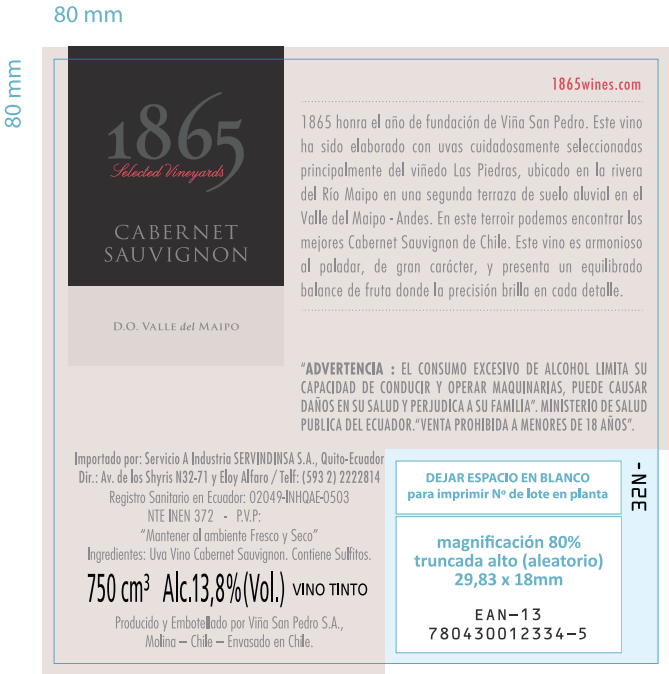 80 mm
80 mm
1865
Selected Vineyards
CABERNET
SAUVIGNON
D.O. VALLE del MAIPO
1865wines.com
1865 honra el año de fundación de Viña San Pedro. Este vino
ha sido elaborado con uvas cuidadosamente seleccionadas
principalmente del viñedo Las Piedras, ubicado en la rivera
del Río Maipo en una segunda terraza de suelo aluvial en el
Valle del Maipo - Andes. En este terroir podemos encontrar los
mejores Cabernet Sauvignon de Chile. Este vino es armonioso
al paladar, de gran carácter, y presenta un equilibrado
balance de fruta donde la precisión brilla en cada detalle.
"ADVERTENCIA : EL CONSUMO EXCESIVO DE ALCOHOL LIMITA SU
CAPACIDAD DE CONDUCIR Y OPERAR MAQUINARIAS, PUEDE CAUSAR
DAÑOS EN SU SALUD Y PERJUDICA A SU FAMILIA". MINISTERIO DE SALUD
PUBLICA DEL ECUADOR."VENTA PROHIBIDA A MENORES DE 18 AÑOS".
Importado por: Servicio A Industria SERVINDINSA S.A., Quito-Ecuador
Dir.: Av. de los Shyris N32-71 y Eloy Alfaro / Telf: (593 2) 2222814
Registro Sanitario en Ecuador: 02049-INHQAE-0503
NTE INEN 372 - P.V.P:
"Mantener al ambiente Fresco y Seco"
Ingredientes: Uva Vino Cabernet Sauvignon. Contiene Sulfitos.
750 cm³ Alc.13,8%(Vol.) VINO TINTO
Producido y Embotellado por Viña San Pedro S.A.,
Molina – Chile – Envasado en Chile.
DEJAR ESPACIO EN BLANCO
para imprimir Nº de lote en planta
E2N-
magnificación 80%
truncada alto (aleatorio)
29,83 x 18mm
EAN-13
780430012334-5